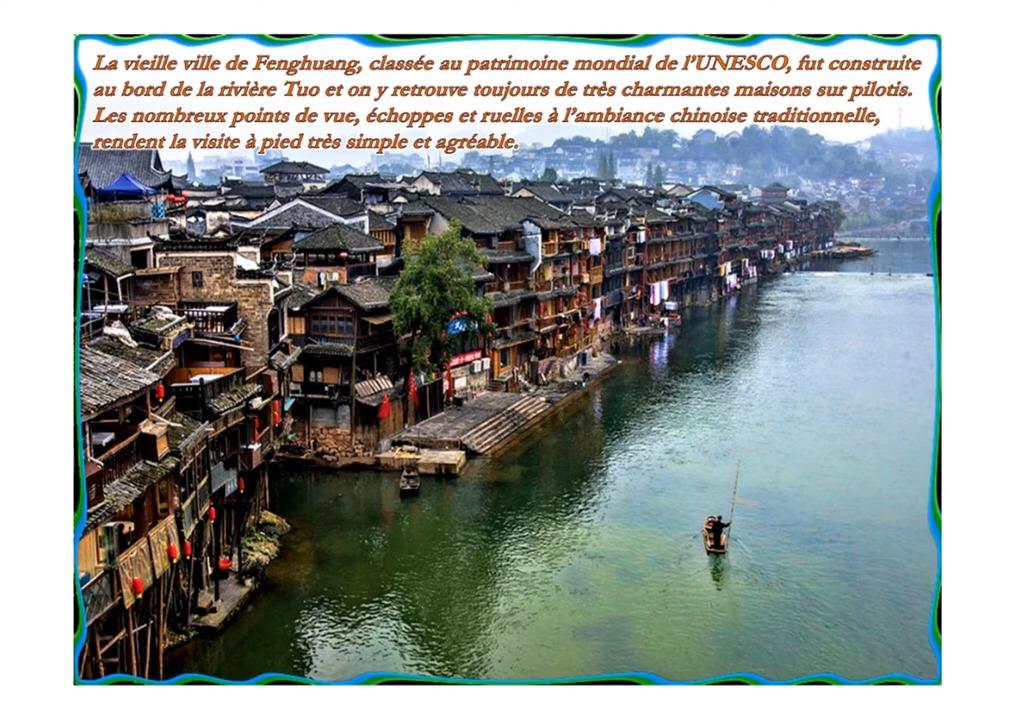 La vieille ville de Fenghuang, classée au patrimoine mondial de l'UNESCO, fut construite
au bord de la rivière Tuo et on y retrouve toujours de très charmantes maisons sur pilotis.
Les nombreux points de vue, échoppes et ruelles à l'ambiance chinoise traditionnelle,
rendent la visite à pied très simple et agréable.